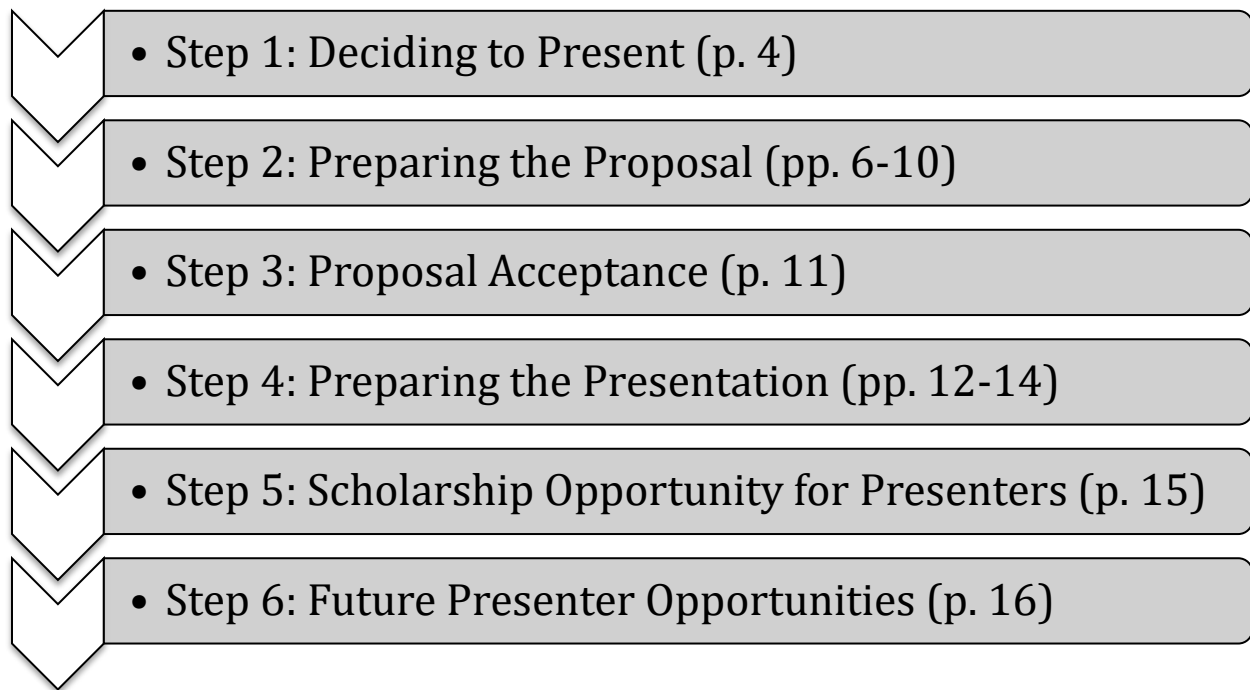 • Step 1: Deciding to Present (p. 4)
• Step 2: Preparing the Proposal (pp. 6-10)
• Step 3: Proposal Acceptance (p. 11)
• Step 4: Preparing the Presentation (pp. 12-14)
• Step 5: Scholarship Opportunity for Presenters (p. 15)
• Step 6: Future Presenter Opportunities (p. 16)